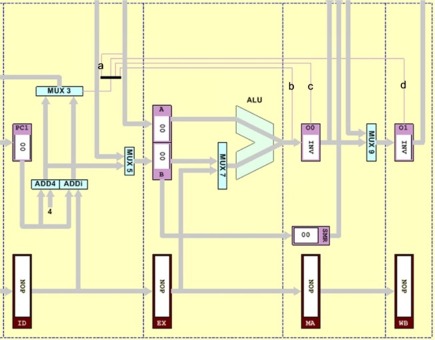 a
MUX 3
PC1
00
ADD4
ADDi
4
MUX 5
A
00
00
B
MUX 7
ALU
b
c
d
O0
INV
MUX 9
O1
INV
00
SMR
NOP
NOP
NOP
NOP
ID
EX
MA
WB